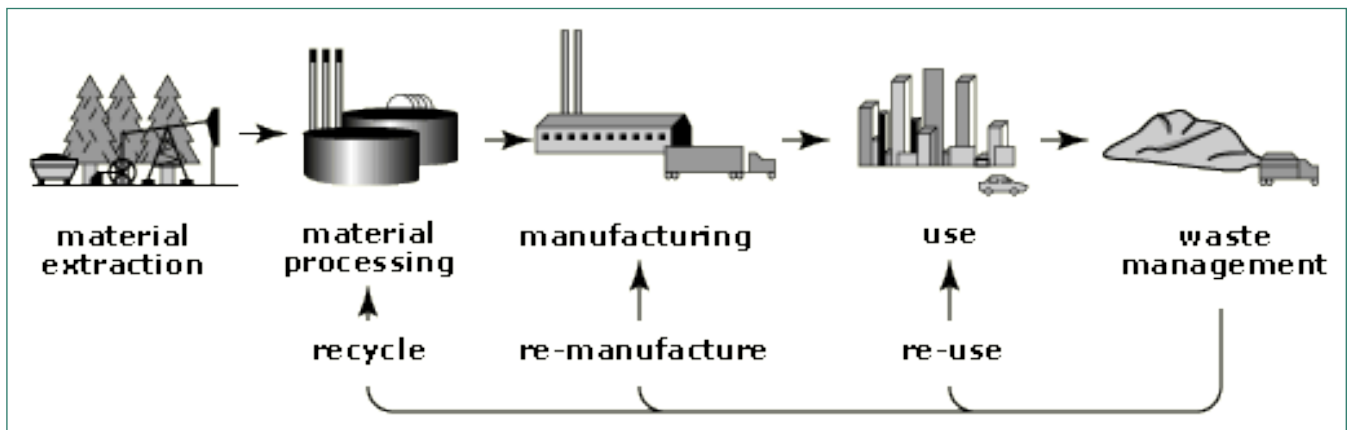 material
extraction
material
processing
manufacturing
use
waste
management
recycle
re-manufacture
re-use